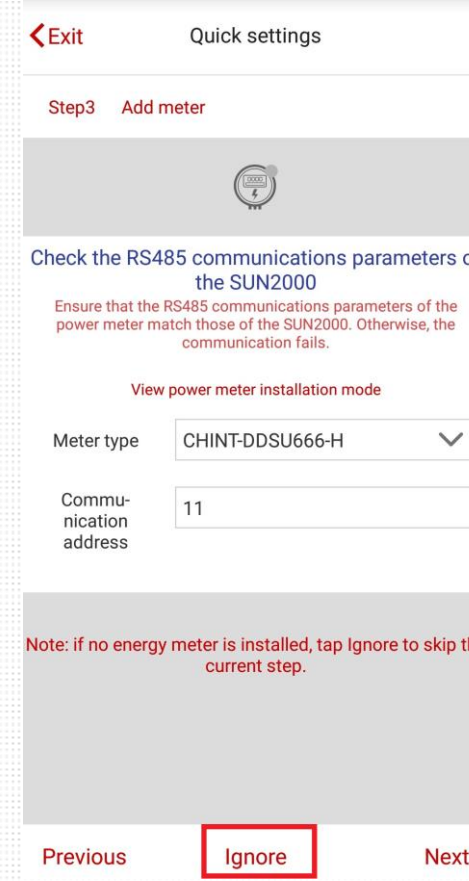 Exit
Quick settings
Step3 Add meter
Check the RS485 communications parameters
the SUN2000
Ensure that the RS485 communications parameters of the
power meter match those of the SUN2000. Otherwise, the
communication fails.
View power meter installation mode
Meter type
CHINT-DDSU666-H
Commu-
nication
address
11
Note: if no energy meter is installed, tap Ignore to skip
current step.
Previous
Ignore
Next